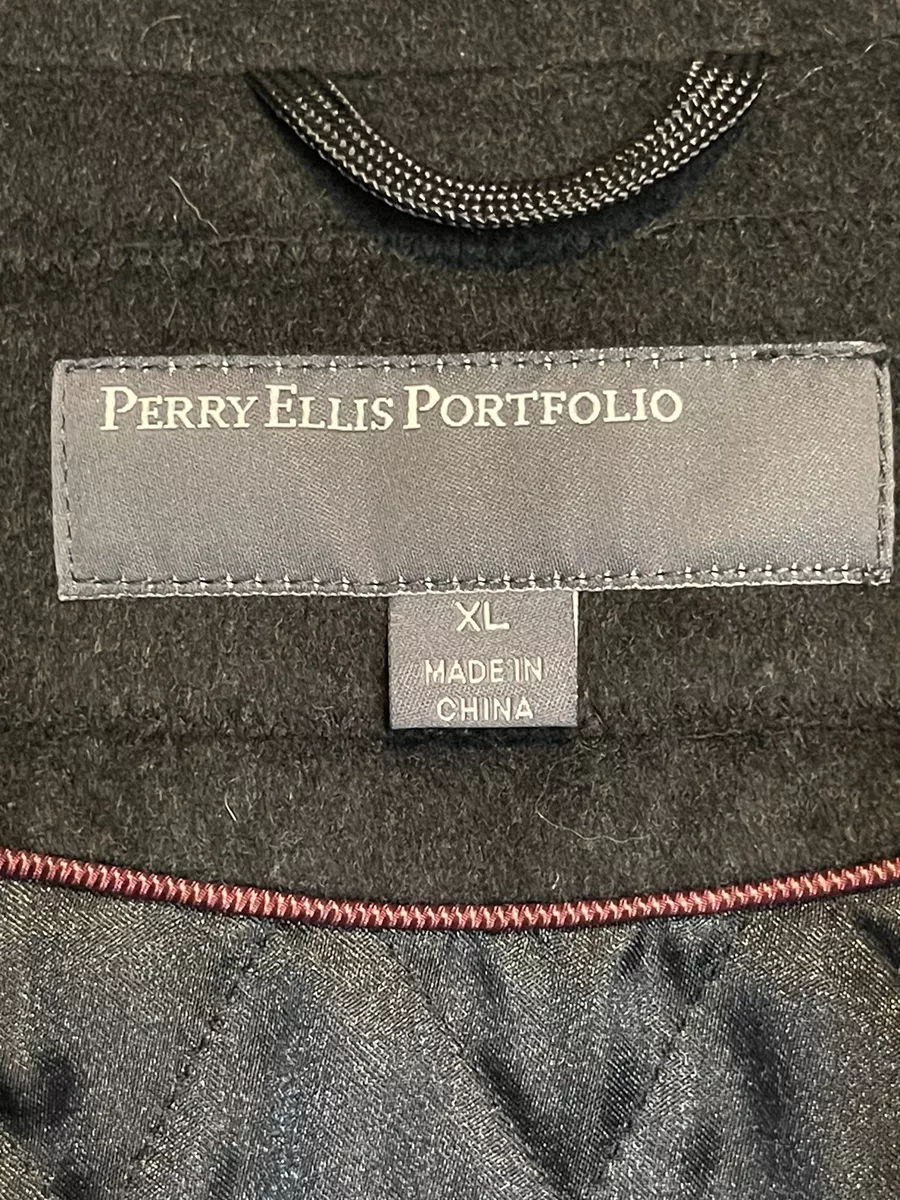 PERRY ELLIS PORTFOLIO
XL
MADE IN
CHINA